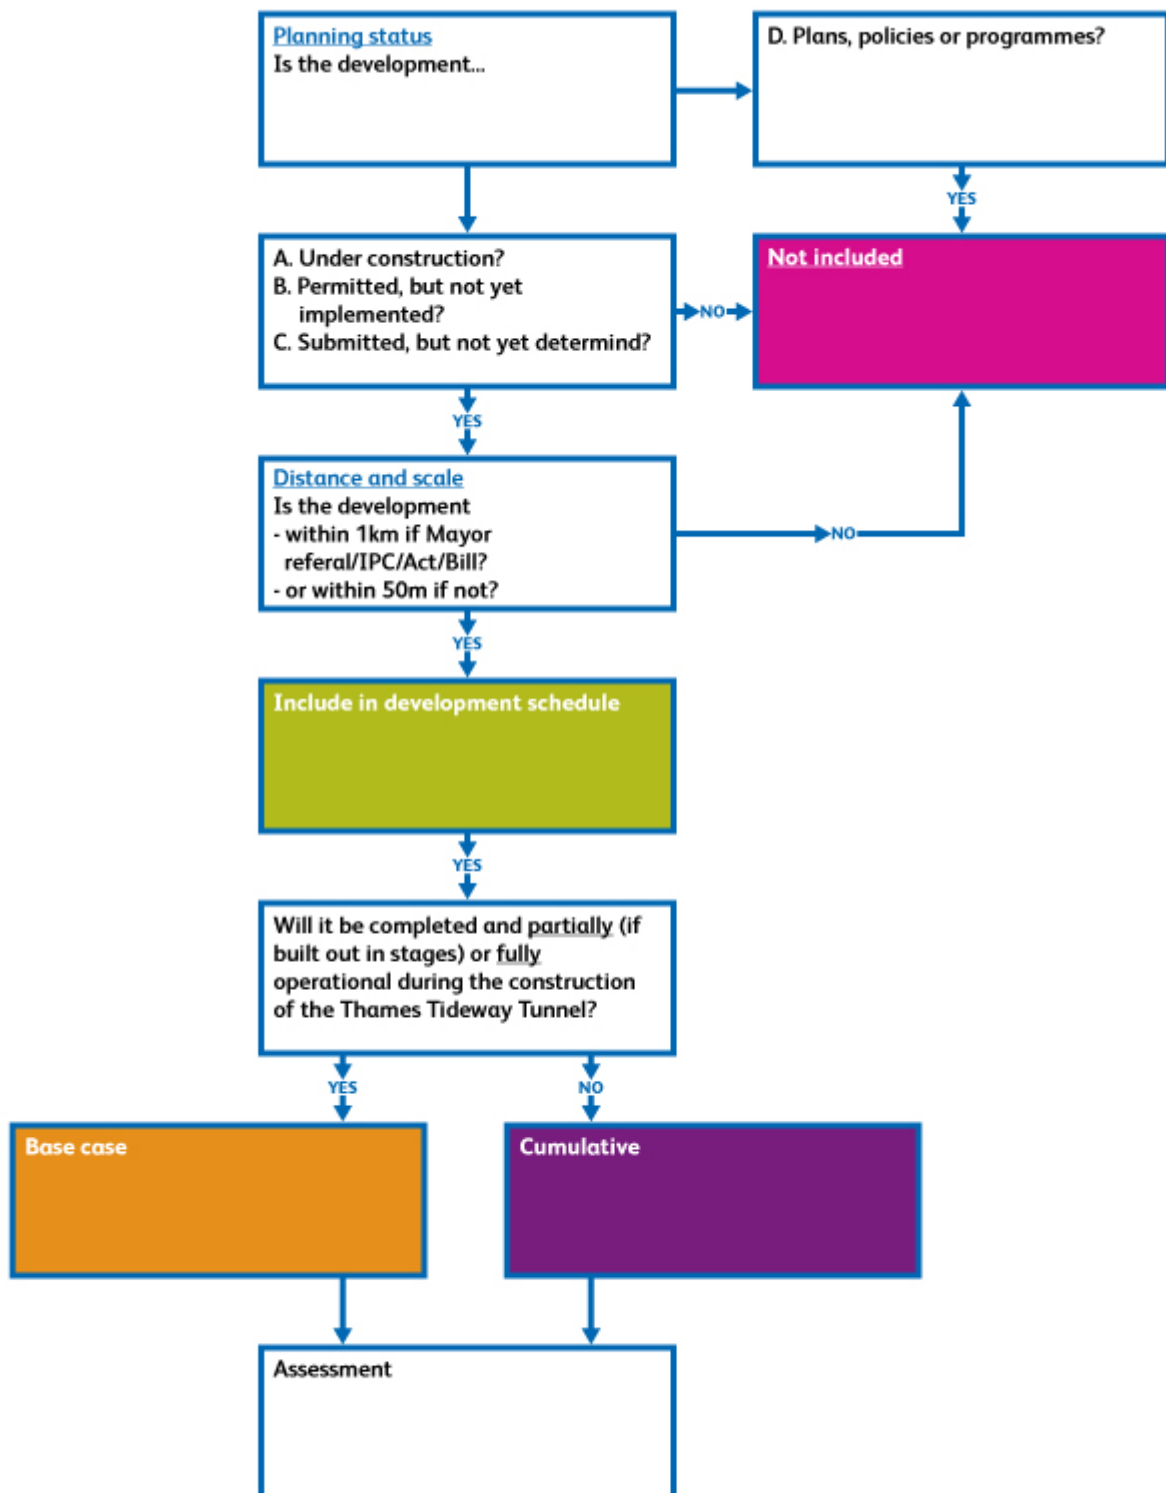 Planning status
Is the development...
D. Plans, policies or programmes?
YES
A. Under construction?
B. Permitted, but not yet
implemented?
C. Submitted, but not yet determind?
NO
Not included
YES
Distance and scale
Is the development
- within 1km if Mayor
referal/IPC/Act/Bill?
- or within 50m if not?
NO
YES
Include in development schedule
YES
Will it be completed and partially (if
built out in stages) or fully
operational during the construction
of the Thames Tideway Tunnel?
YES
NO
Base case
Cumulative
Assessment